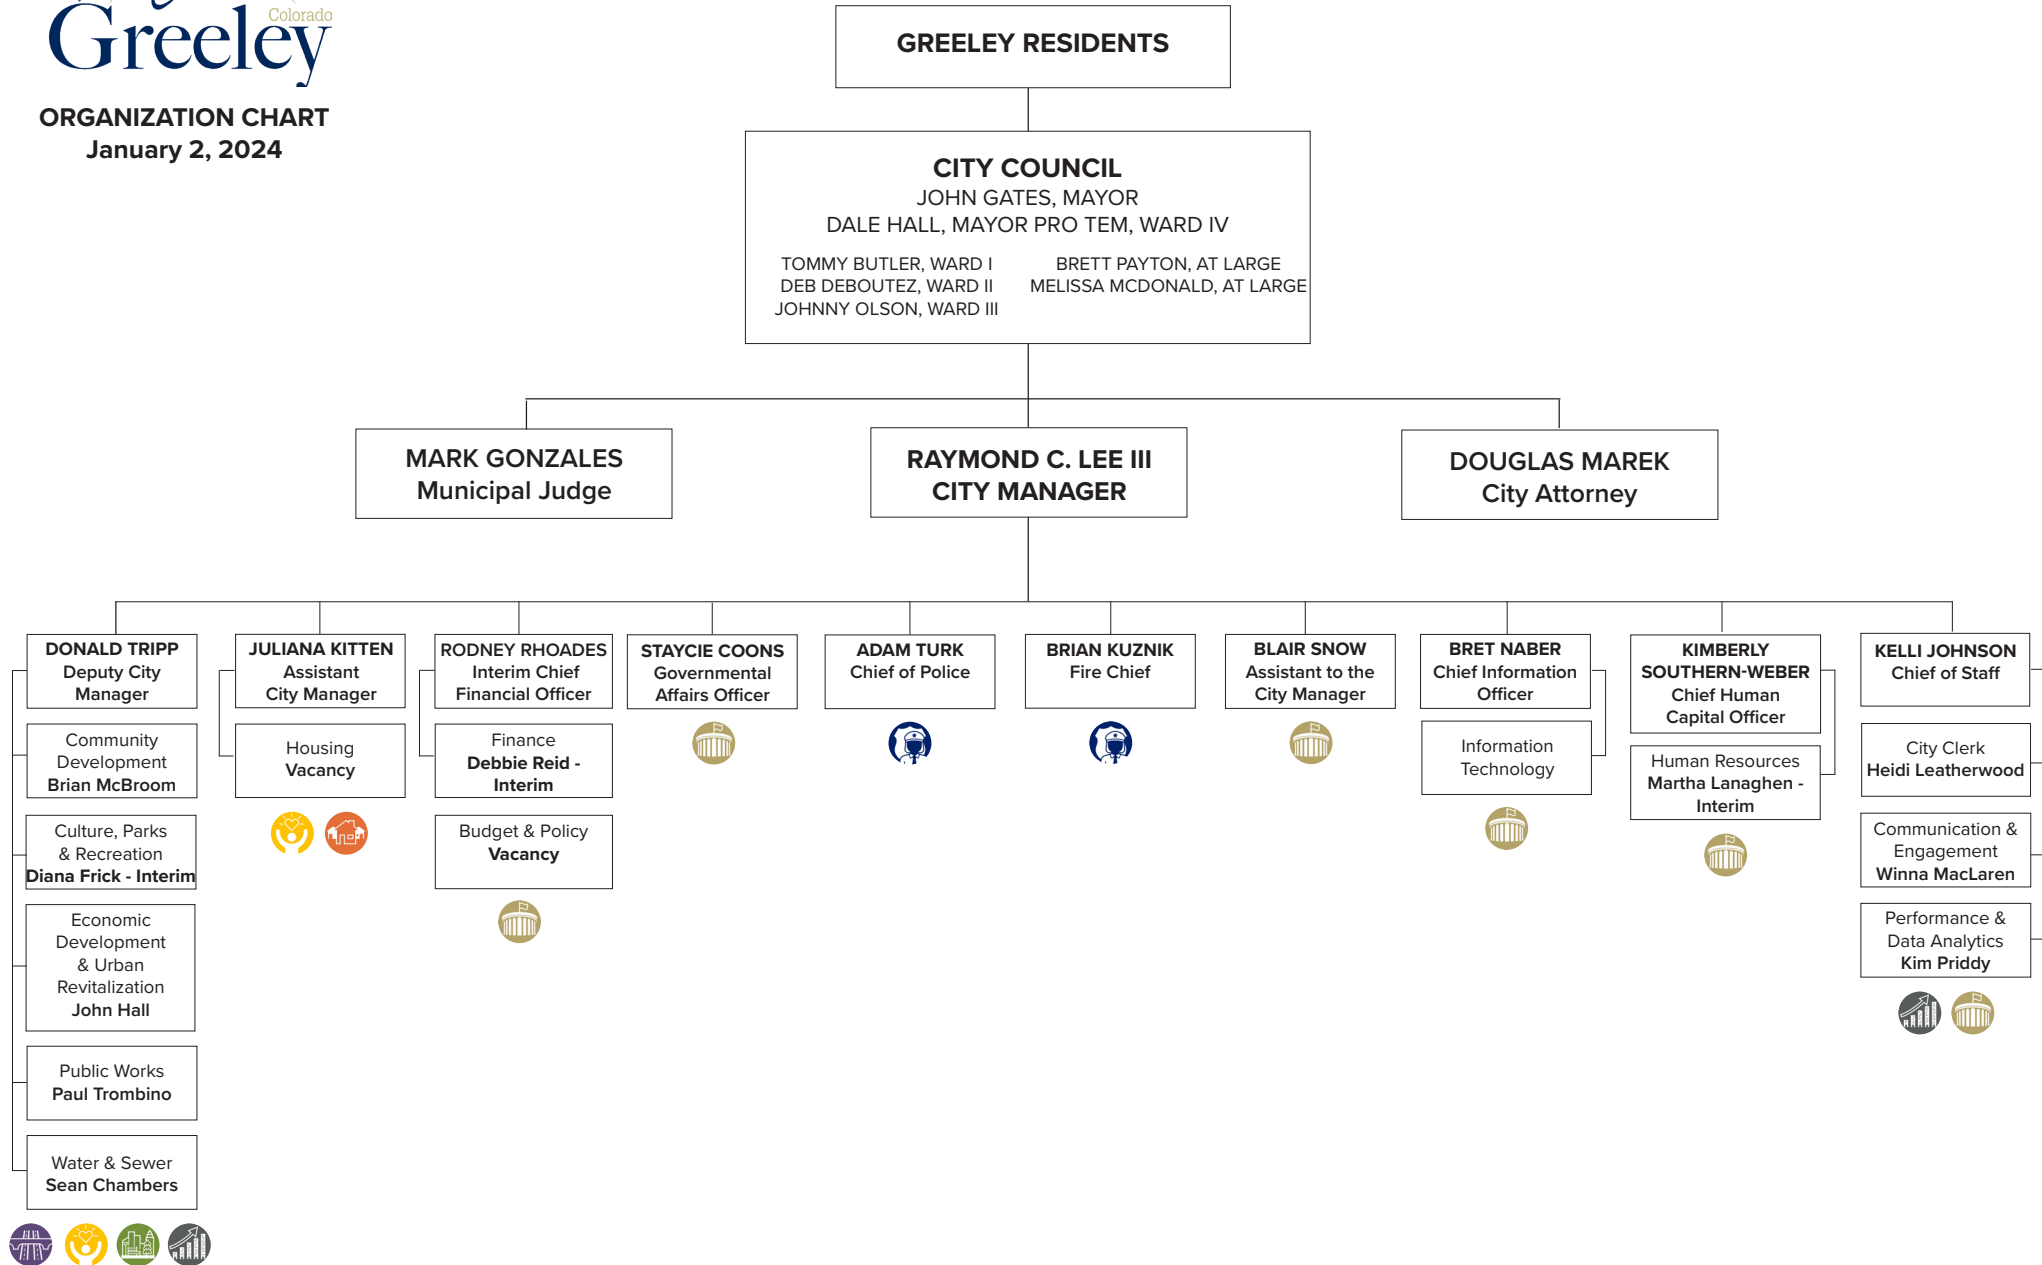 Colorado
Greeley
ORGANIZATION CHART
January 2, 2024
GREELEY RESIDENTS
CITY COUNCIL
JOHN GATES, MAYOR
DALE HALL, MAYOR PRO TEM, WARD IV
TOMMY BUTLER, WARD I
DEB DEBOUTEZ, WARD II
JOHNNY OLSON, WARD III
BRETT PAYTON, AT LARGE
MELISSA MCDONALD, AT LARGE
MARK GONZALES
Municipal Judge
RAYMOND C. LEE III
CITY MANAGER
DOUGLAS MAREK
City Attorney
DONALD TRIPP
Deputy City
Manager
Community
Development
Brian McBroom
Culture, Parks
& Recreation
Diana Frick - Interim
Economic
Development
& Urban
Revitalization
John Hall
Public Works
Paul Trombino
Water & Sewer
Sean Chambers
JULIANA KITTEN
Assistant
City Manager
Housing
Vacancy
RODNEY RHOADES
Interim Chief
Financial Officer
Finance
Debbie Reid -
Interim
Budget & Policy
Vacancy
STAYCIE COONS
Governmental
Affairs Officer
ADAM TURK
Chief of Police
BRIAN KUZNIK
Fire Chief
BLAIR SNOW
Assistant to the
City Manager
BRET NABER
Chief Information
Officer
Information
Technology
KIMBERLY
SOUTHERN-WEBER
Chief Human
Capital Officer
Human Resources
Martha Lanaghen -
Interim
KELLI JOHNSON
Chief of Staff
City Clerk
Heidi Leatherwood
Communication &
Engagement
Winna MacLaren
Performance &
Data Analytics
Kim Priddy